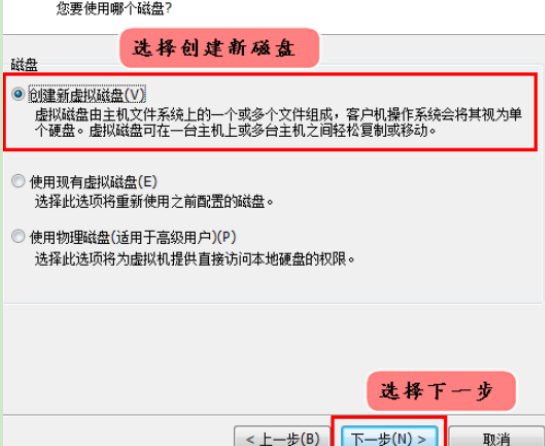 您要使用哪个磁盘?
选择创建新磁盘
磁盘
创建新虚拟磁盘(V)
虚拟磁盘由主机文件系统上的一个或多个文件组成，客户机操作系统会将其视为单
个硬盘。虚拟磁盘可在一台主机上或多台主机之间轻松复制或移动。
使用现有虚拟磁盘(E)
选择此选项将重新使用之前配置的磁盘。
使用物理磁盘(适用于高级用户)(P)
选择此选项将为虚拟机提供直接访问本地硬盘的权限。
选择下一步
< 上一步(B) 下一步(N) > 取消